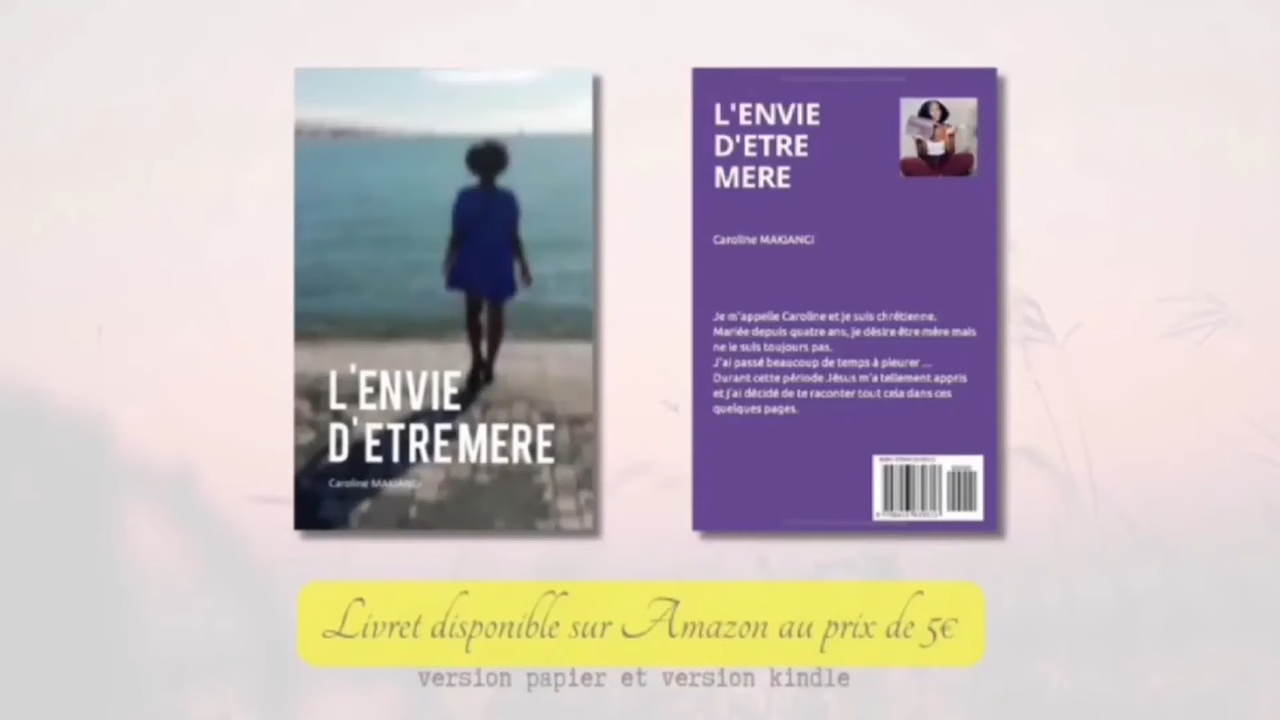 L'ENVIE
D'ETRE MERE
Caroline MAKIANGI
L'ENVIE
D'ETRE
MERE
Caroline MAKIANGI
Je m'appelle Caroline et je suis chrétienne.
Mariée depuis quatre ans, je désire être mère mais
ne le suis toujours pas.
J'ai passé beaucoup de temps à pleurer ...
Durant cette période Jésus m'a tellement appris
et j'ai décidé de te raconter tout cela dans ces
quelques pages.
Livret disponible sur Amazon au prix de 5€
version papier et version kindle